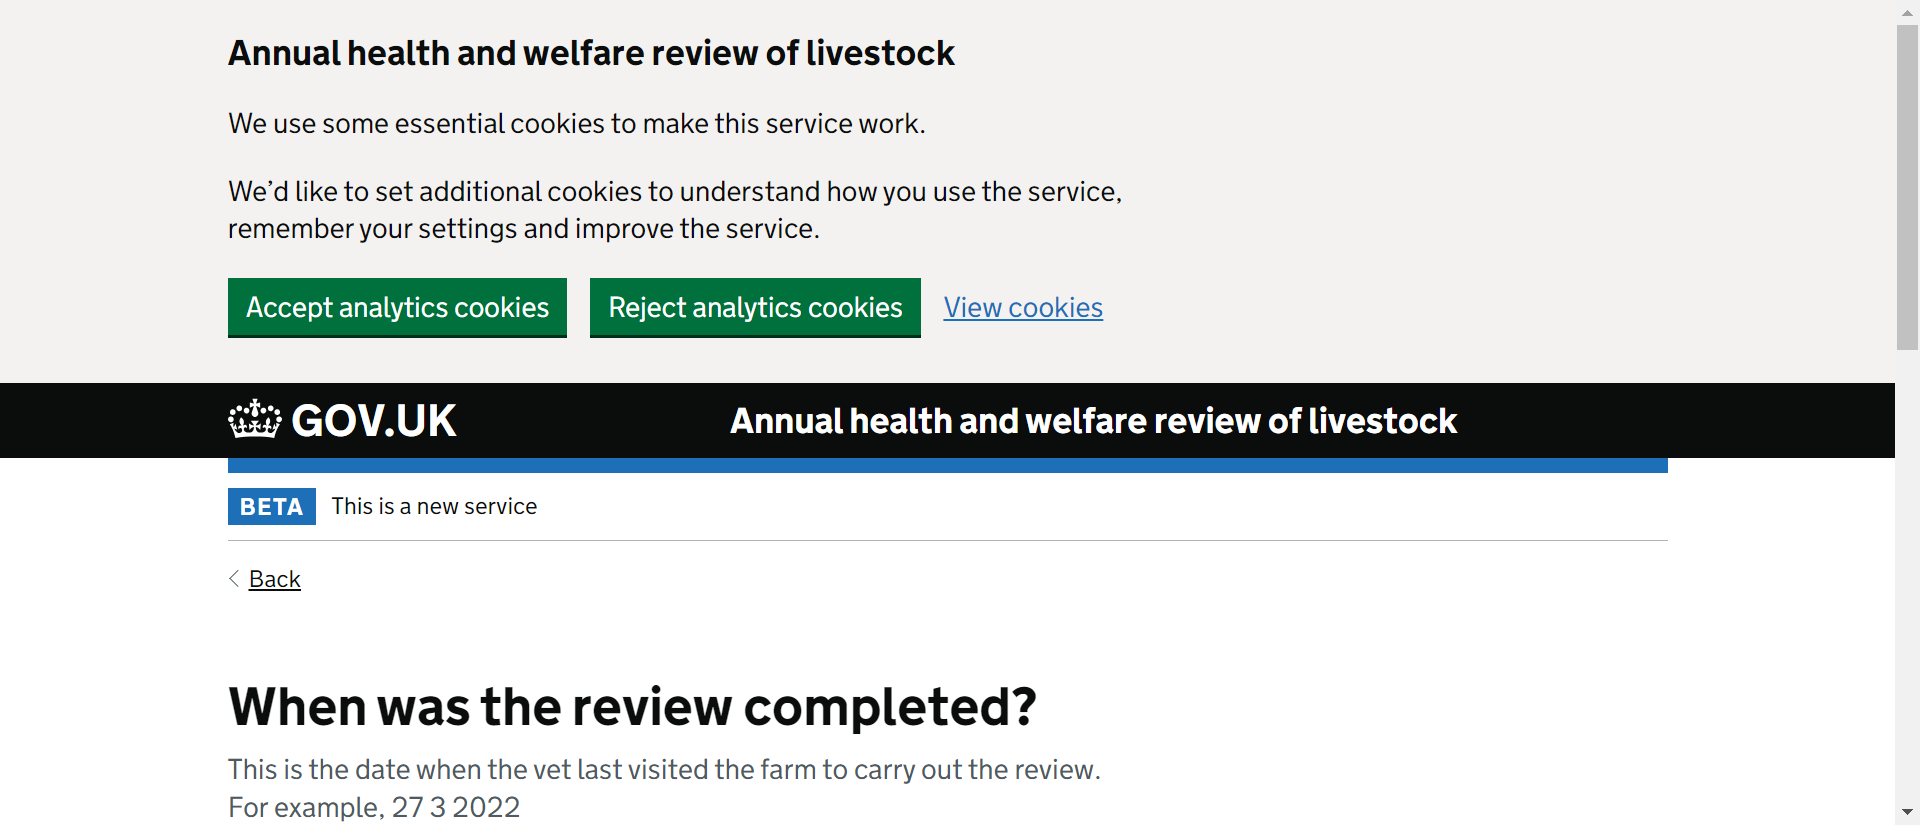 Annual health and welfare review of livestock
We use some essential cookies to make this service work.
We’d like to set additional cookies to understand how you use the service,
remember your settings and improve the service.
Accept analytics cookies Reject analytics cookies View cookies
GOV.UK Annual health and welfare review of livestock
BETA This is a new service
Back
When was the review completed?
This is the date when the vet last visited the farm to carry out the review.
For example, 27 3 2022